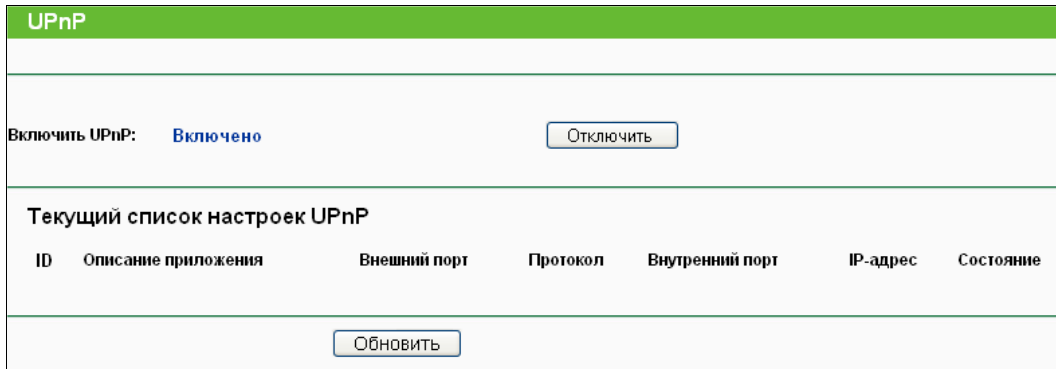 UPnP
Включить UPnP: Включено Отключить
Текущий список настроек UPnP
ID Описание приложения Внешний порт Протокол Внутренний порт IP-адрес Состояние
Обновить